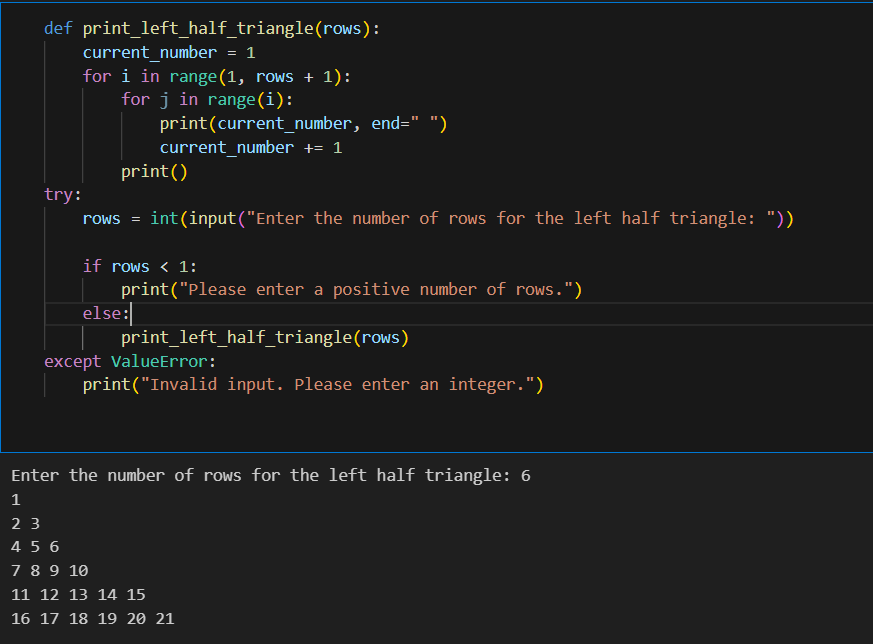 def print_left_half_triangle(rows):
    current_number = 1
    for i in range(1, rows + 1):
        for j in range(i):
            print(current_number, end=" ")
            current_number += 1
        print()
try:
    rows = int(input("Enter the number of rows for the left half triangle: "))

    if rows < 1:
        print("Please enter a positive number of rows.")
    else:
        print_left_half_triangle(rows)
except ValueError:
    print("Invalid input. Please enter an integer.")
Enter the number of rows for the left half triangle: 6
1
2 3
4 5 6
7 8 9 10
11 12 13 14 15
16 17 18 19 20 21